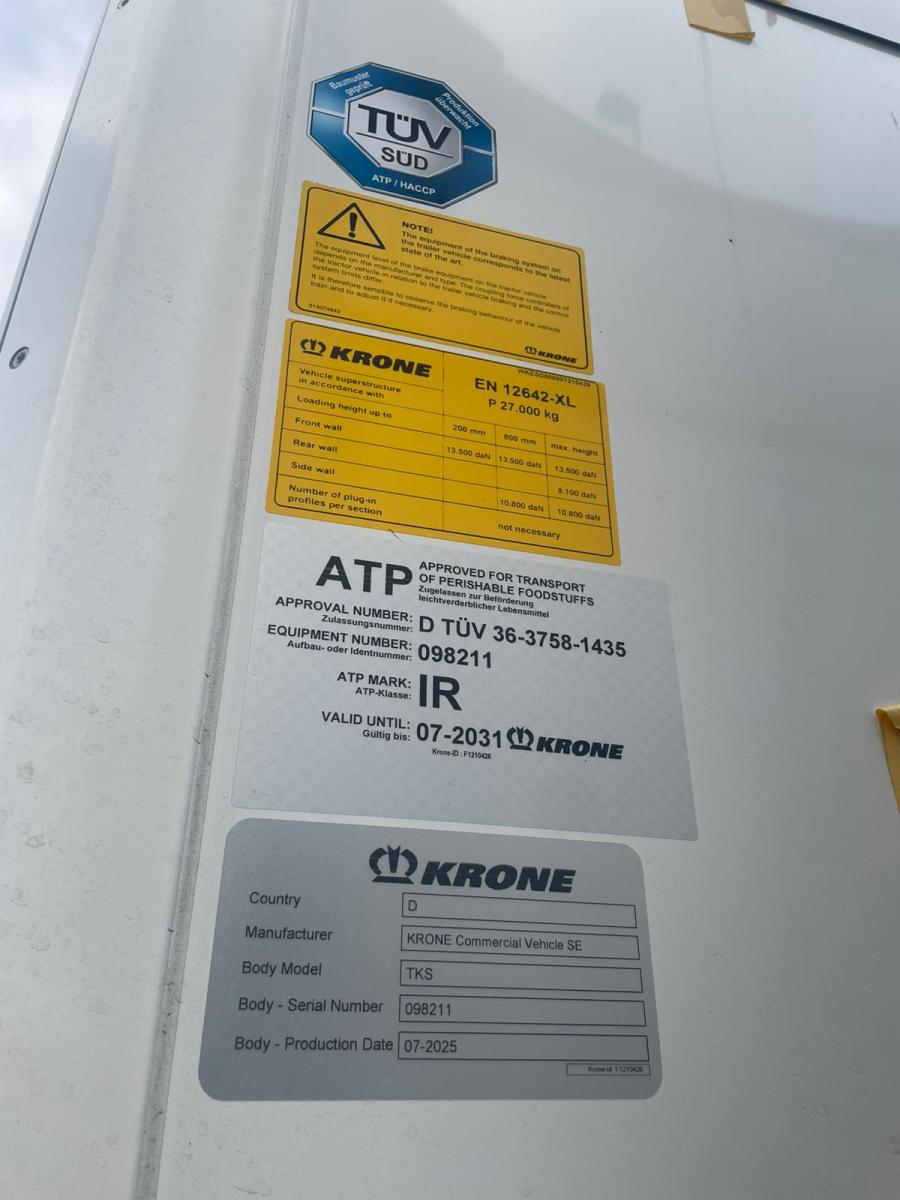 Baumuster
geprüft
Produktion
überwacht
TÜV
SÜD
ATP / HACCP
NOTE!
The equipment of the braking system on
the trailer vehicle corresponds to the latest
state of the art.
The equipment level of the brake equipment on the tractor vehicle
depends on the manufacturer and type. The coupling force controllers of
the tractor vehicle in relation to the trailer vehicle braking and the control
system limits differ.
It is therefore sensible to observe the braking behaviour of the vehicle
train and to adjust it if necessary.
515074843
KRONE
KRONE
WKESD000001210426
Vehicle superstructure
in accordance with
EN 12642-XL
P 27.000 kg
Loading height up to
200 mm 800 mm max. height
Front wall 13.500 daN 13.500 daN 13.500 daN
Rear wall 8.100 daN
Side wall 10.800 daN 10.800 daN
Number of plug-in
profiles per section
not necessary
ATP APPROVED FOR TRANSPORT
OF PERISHABLE FOODSTUFFS
Zugelassen zur Beförderung
leichtverderblicher Lebensmittel
APPROVAL NUMBER: D TÜV 36-3758-1435
Zulassungsnummer:
EQUIPMENT NUMBER: 098211
Aufbau- oder Identnummer:
ATP MARK: IR
ATP-Klasse:
VALID UNTIL: 07-2031 KRONE
Gültig bis:
Krone-ID : F1210426
KRONE
Country D
Manufacturer KRONE Commercial Vehicle SE
Body Model TKS
Body - Serial Number 098211
Body - Production Date 07-2025
Krone-Id. F1210426